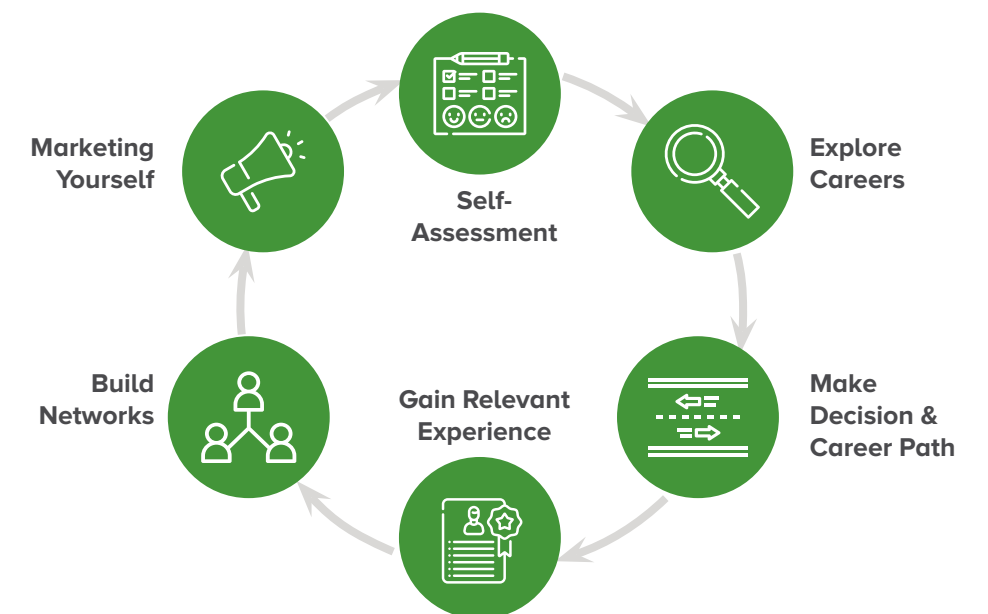 Self-
Assessment
Explore
Careers
Make
Decision &
Career Path
Gain Relevant
Experience
Build
Networks
Marketing
Yourself